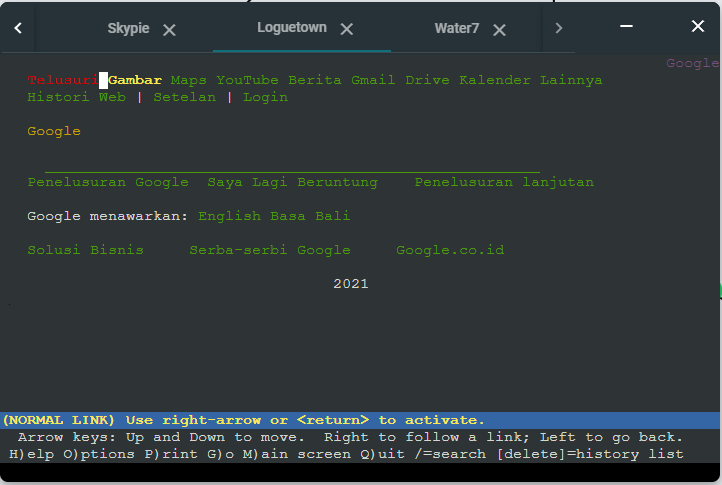 Skypie Loguetown Water7
Google
Telusuri Gambar Maps YouTube Berita Gmail Drive Kalender Lainnya
Histori Web | Setelan | Login
Google
Penelusuran Google Saya Lagi Beruntung Penelusuran lanjutan
Google menawarkan: English Basa Bali
Solusi Bisnis Serba-serbi Google Google.co.id
2021
(NORMAL LINK) Use right-arrow or <return> to activate.
Arrow keys: Up and Down to move. Right to follow a link; Left to go back.
H)elp O)ptions P)rint G)o M)ain screen Q)uit /=search [delete]=history list